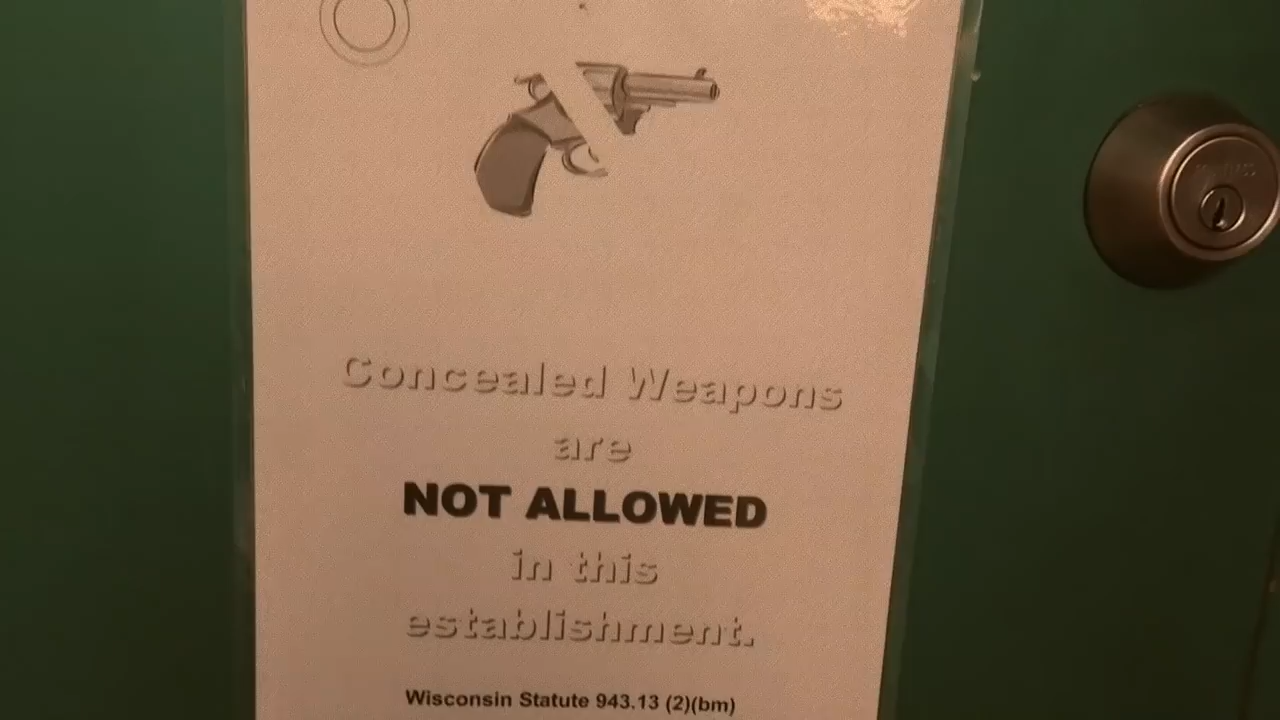 Concealed Weapons
are
NOT ALLOWED
in this
establishment.
Wisconsin Statute 943.13 (2)(bm)